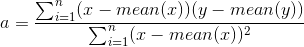 a = \frac{\sum_{i=1}^{n}(x - mean(x))(y - mean(y))}{\sum_{i=1}^{n}(x - mean(x))^2}